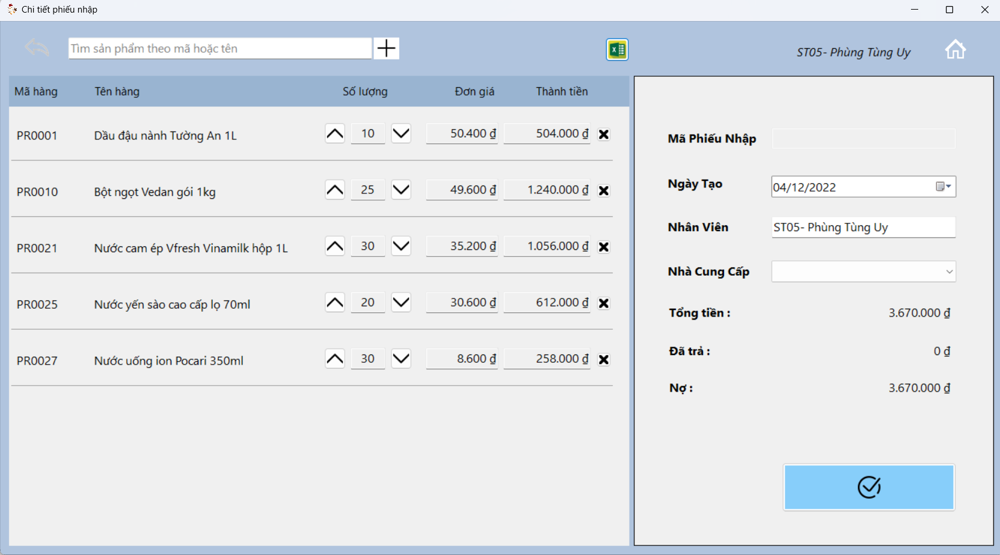 Chi tiết phiếu nhập
Tìm sản phẩm theo mã hoặc tên
ST05- Phùng Tùng Uy
Mã hàng Tên hàng Số lượng Đơn giá Thành tiền
PR0001 Dầu đậu nành Tường An 1L 10 50.400 ₫ 504.000 ₫
PR0010 Bột ngọt Vedan gói 1kg 25 49.600 ₫ 1.240.000 ₫
PR0021 Nước cam ép Vfresh Vinamilk hộp 1L 30 35.200 ₫ 1.056.000 ₫
PR0025 Nước yến sào cao cấp lọ 70ml 20 30.600 ₫ 612.000 ₫
PR0027 Nước uống ion Pocari 350ml 30 8.600 ₫ 258.000 ₫
Mã Phiếu Nhập
Ngày Tạo 04/12/2022
Nhân Viên ST05- Phùng Tùng Uy
Nhà Cung Cấp
Tổng tiền : 3.670.000 ₫
Đã trả : 0 ₫
Nợ : 3.670.000 ₫